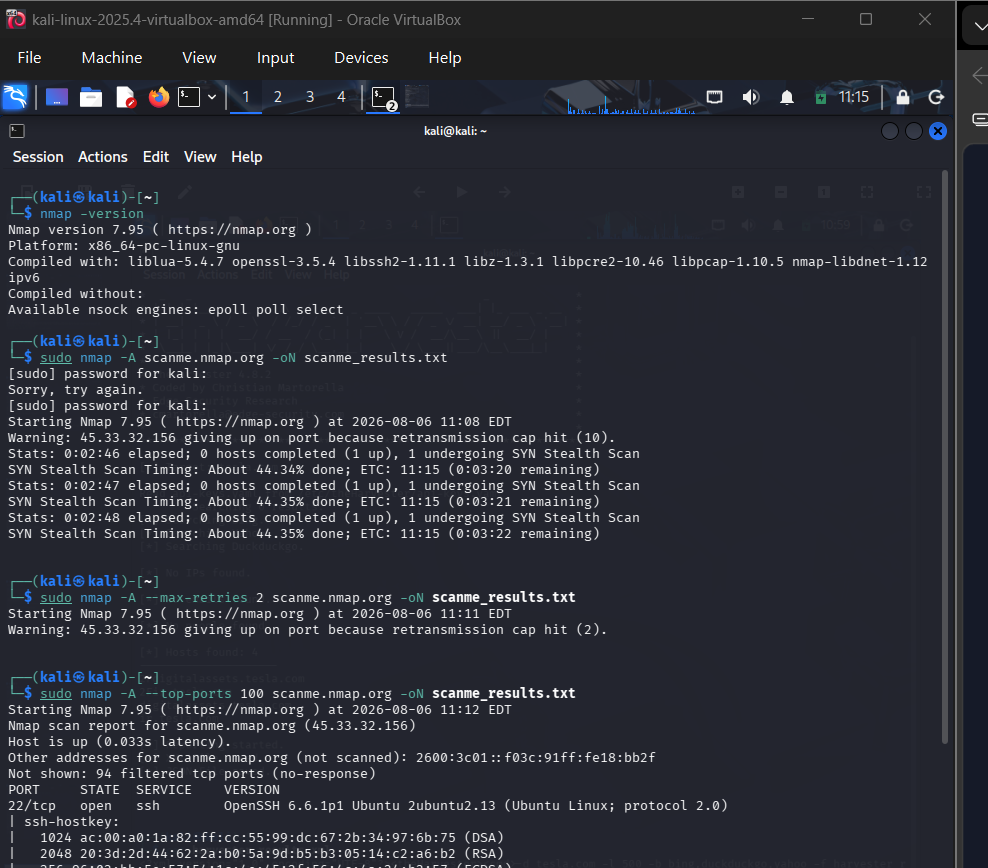 kali-linux-2025.4-virtualbox-amd64 [Running] - Oracle VirtualBox
File Machine View Input Devices Help
1 2 3 4 2 11:15
kali@kali: ~
Session Actions Edit View Help
┌──(kali㉿kali)-[~]
└─$ nmap -version
Nmap version 7.95 ( https://nmap.org )
Platform: x86_64-pc-linux-gnu
Compiled with: liblua-5.4.7 openssl-3.5.4 libssh2-1.11.1 libz-1.3.1 libpcre2-10.46 libpcap-1.10.5 nmap-libdnet-1.12
ipv6
Compiled without:
Available nsock engines: epoll poll select
┌──(kali㉿kali)-[~]
└─$ sudo nmap -A scanme.nmap.org -oN scanme_results.txt
[sudo] password for kali:
Sorry, try again.
[sudo] password for kali:
Starting Nmap 7.95 ( https://nmap.org ) at 2026-08-06 11:08 EDT
Warning: 45.33.32.156 giving up on port because retransmission cap hit (10).
Stats: 0:02:46 elapsed; 0 hosts completed (1 up), 1 undergoing SYN Stealth Scan
SYN Stealth Scan Timing: About 44.34% done; ETC: 11:15 (0:03:20 remaining)
Stats: 0:02:47 elapsed; 0 hosts completed (1 up), 1 undergoing SYN Stealth Scan
SYN Stealth Scan Timing: About 44.35% done; ETC: 11:15 (0:03:21 remaining)
Stats: 0:02:48 elapsed; 0 hosts completed (1 up), 1 undergoing SYN Stealth Scan
SYN Stealth Scan Timing: About 44.35% done; ETC: 11:15 (0:03:22 remaining)
┌──(kali㉿kali)-[~]
└─$ sudo nmap -A --max-retries 2 scanme.nmap.org -oN scanme_results.txt
Starting Nmap 7.95 ( https://nmap.org ) at 2026-08-06 11:11 EDT
Warning: 45.33.32.156 giving up on port because retransmission cap hit (2).
┌──(kali㉿kali)-[~]
└─$ sudo nmap -A --top-ports 100 scanme.nmap.org -oN scanme_results.txt
Starting Nmap 7.95 ( https://nmap.org ) at 2026-08-06 11:12 EDT
Nmap scan report for scanme.nmap.org (45.33.32.156)
Host is up (0.033s latency).
Other addresses for scanme.nmap.org (not scanned): 2600:3c01::f03c:91ff:fe18:bb2f
Not shown: 94 filtered tcp ports (no-response)
PORT STATE SERVICE VERSION
22/tcp open ssh OpenSSH 6.6.1p1 Ubuntu 2ubuntu2.13 (Ubuntu Linux; protocol 2.0)
| ssh-hostkey:
| 1024 ac:00:a0:1a:82:ff:cc:55:99:dc:67:2b:34:97:6b:75 (DSA)
| 2048 20:3d:2d:44:62:2a:b0:5a:9d:b5:b3:05:14:c2:a6:b2 (RSA)